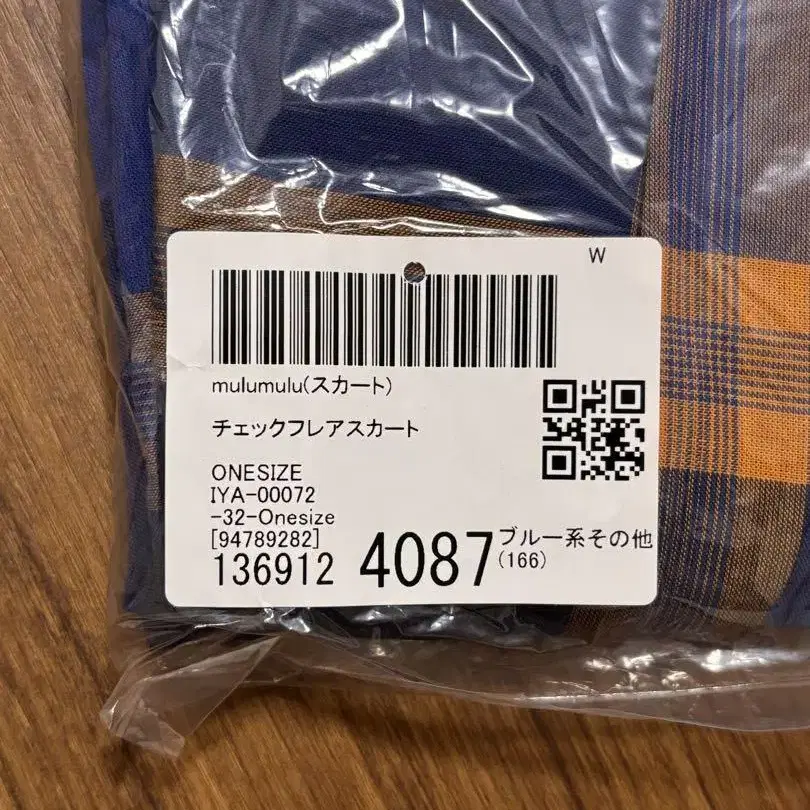 W
mulumulu(スカート)
チェックフレアスカート
ONESIZE
IYA-00072
-32-Onesize
[94789282]
136912 4087 ブルー系その他
(166)